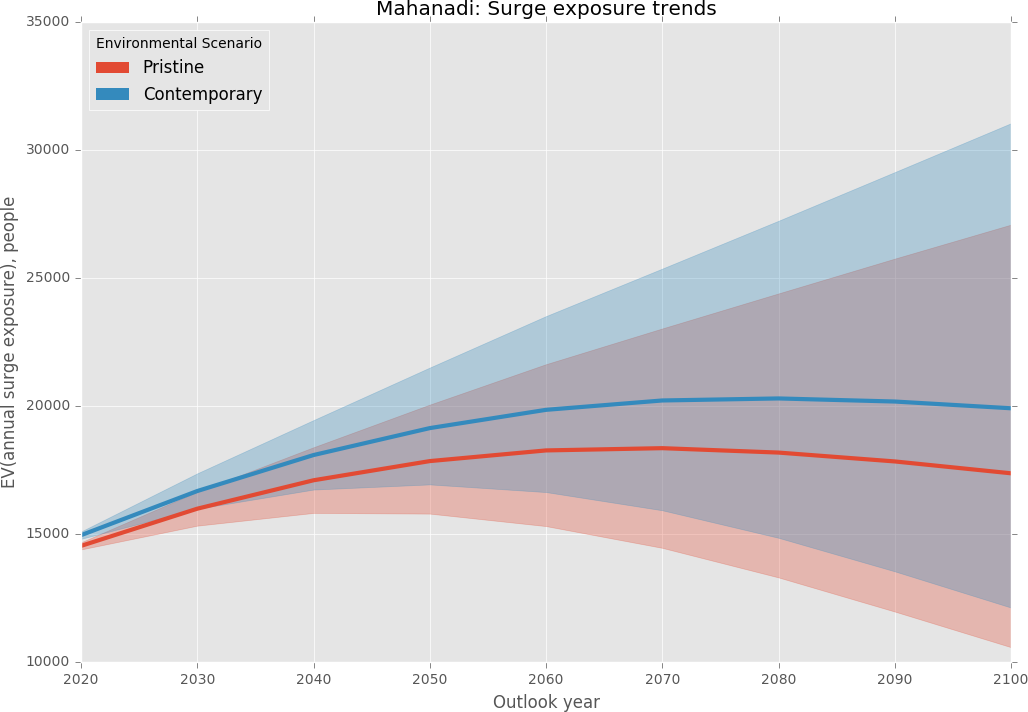 Mahanadi: Surge exposure trends
35000
30000
25000
20000
15000
10000
EV(annual surge exposure), people
Environmental Scenario
Pristine
Contemporary
2020 2030 2040 2050 2060 2070 2080 2090 2100
Outlook year